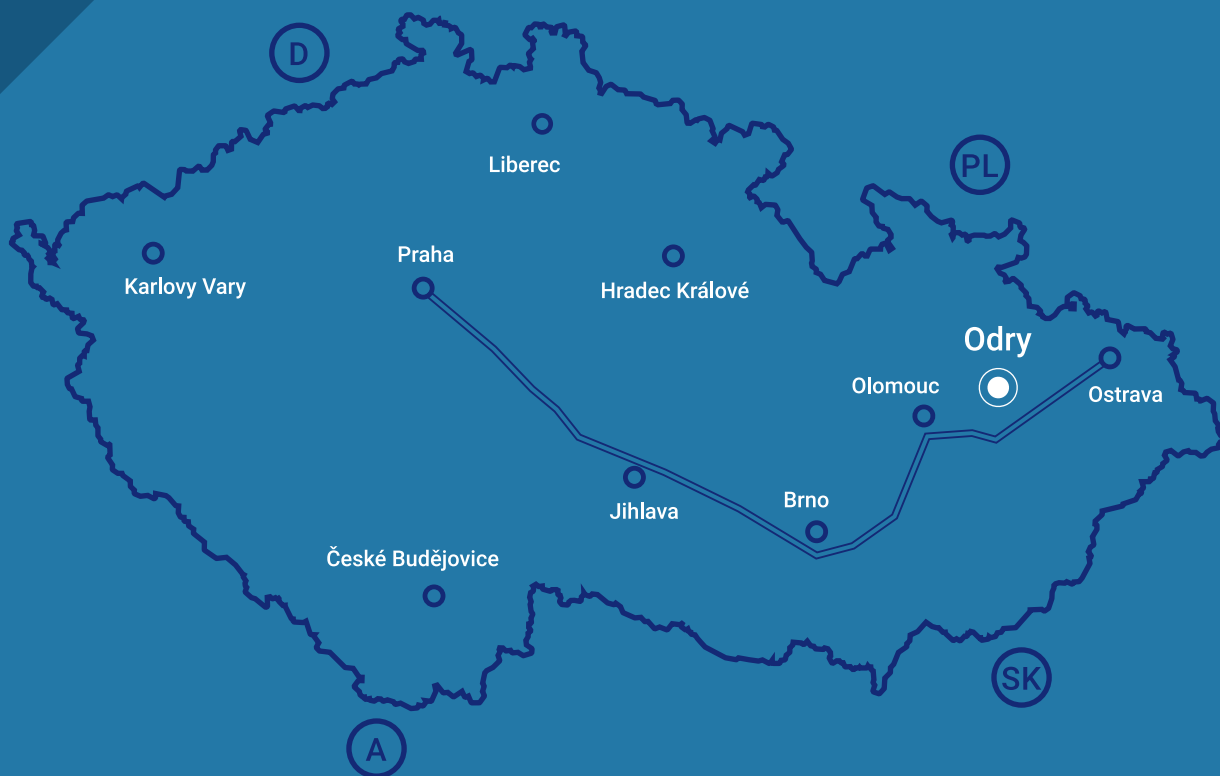 D
Liberec
PL
Praha
Karlovy Vary
Hradec Králové
Odry
Olomouc
Ostrava
Jihlava
Brno
České Budějovice
SK
A